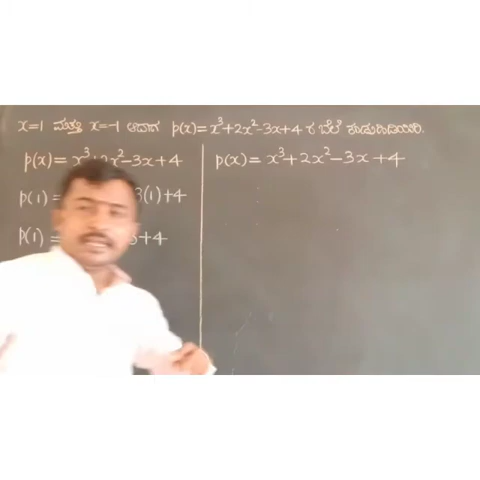 x=1 ಮತ್ತು x=-1 ಆದಾಗ p(x)=x³+2x²-3x+4 ರ ಬೆಲೆ ಕಂಡುಹಿಡಿಯಿರಿ.
p(x)= x³+2x²-3x+4
p(1)= 3(1)+4
p(1)= +4
p(x)= x³+2x²-3x+4